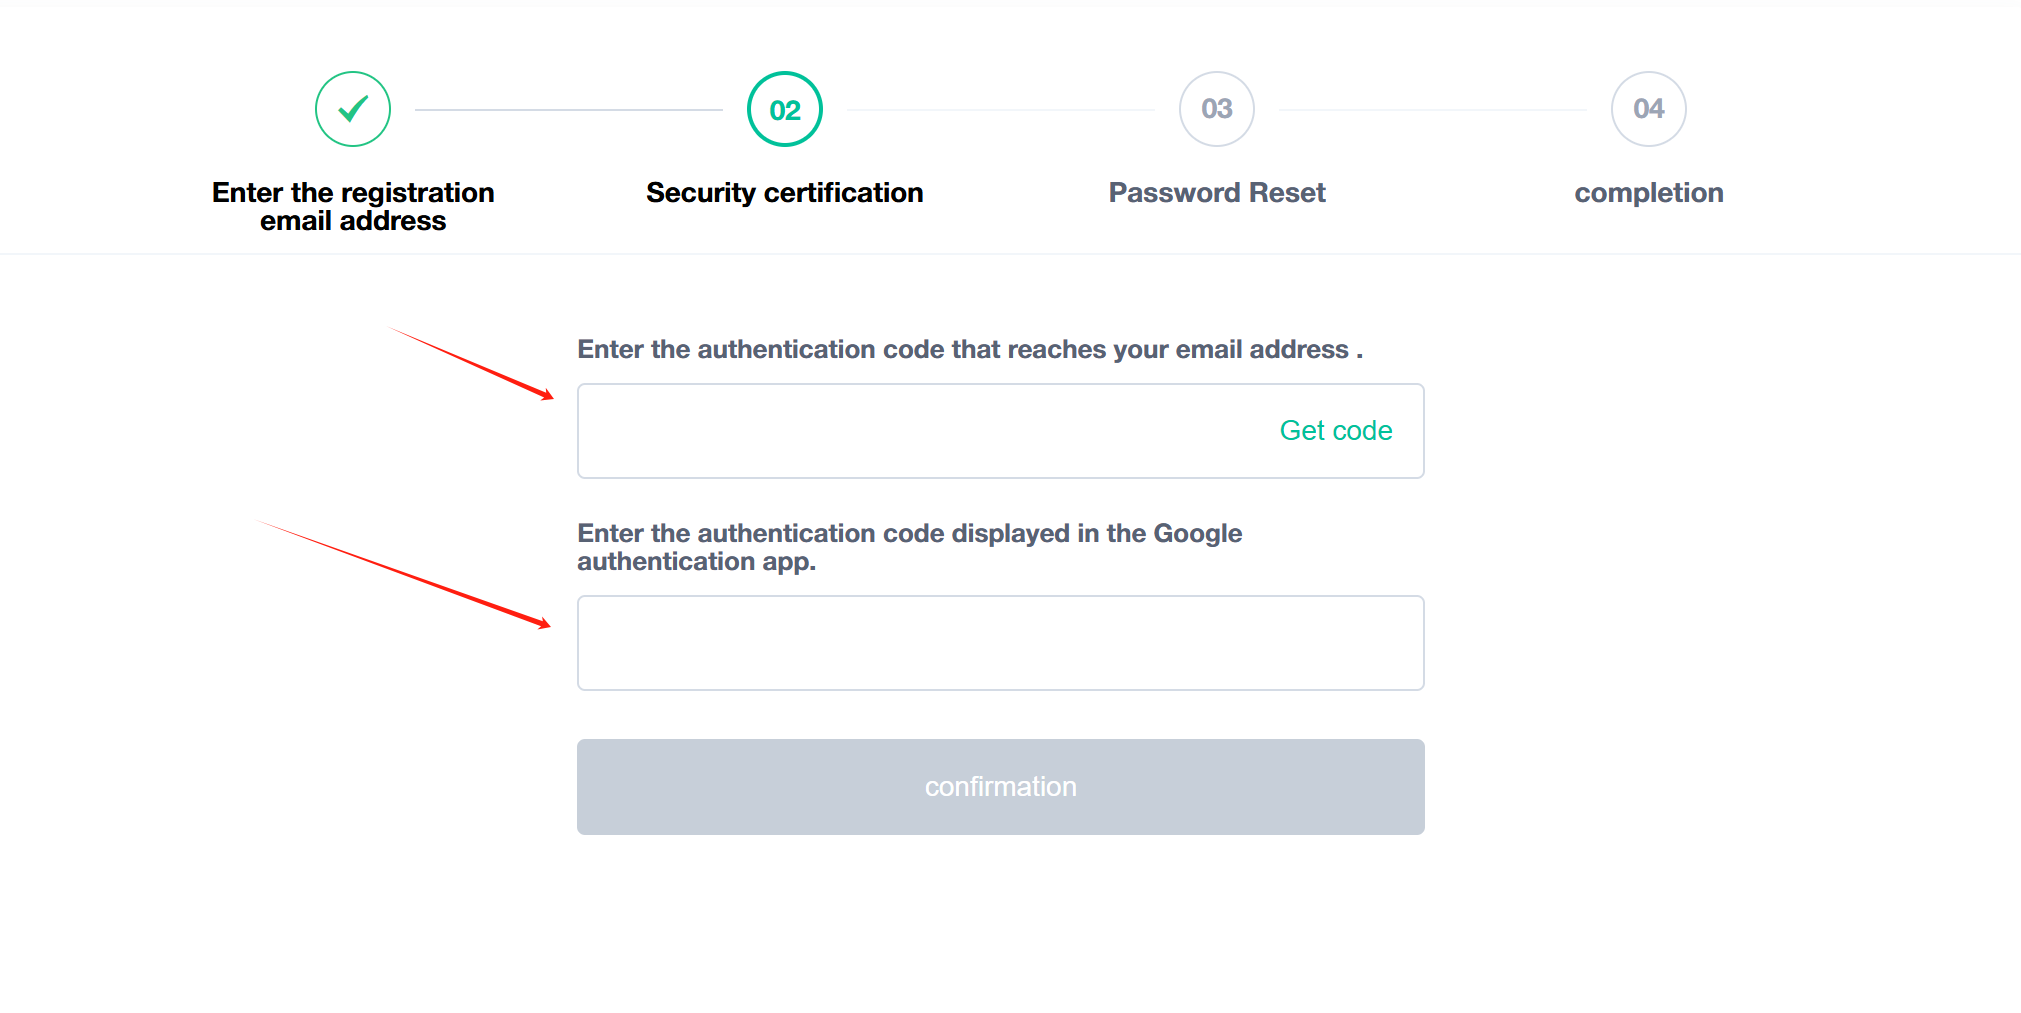 02
03
04
Enter the registration
email address
Security certification
Password Reset
completion
Enter the authentication code that reaches your email address .
Get code
Enter the authentication code displayed in the Google
authentication app.
confirmation